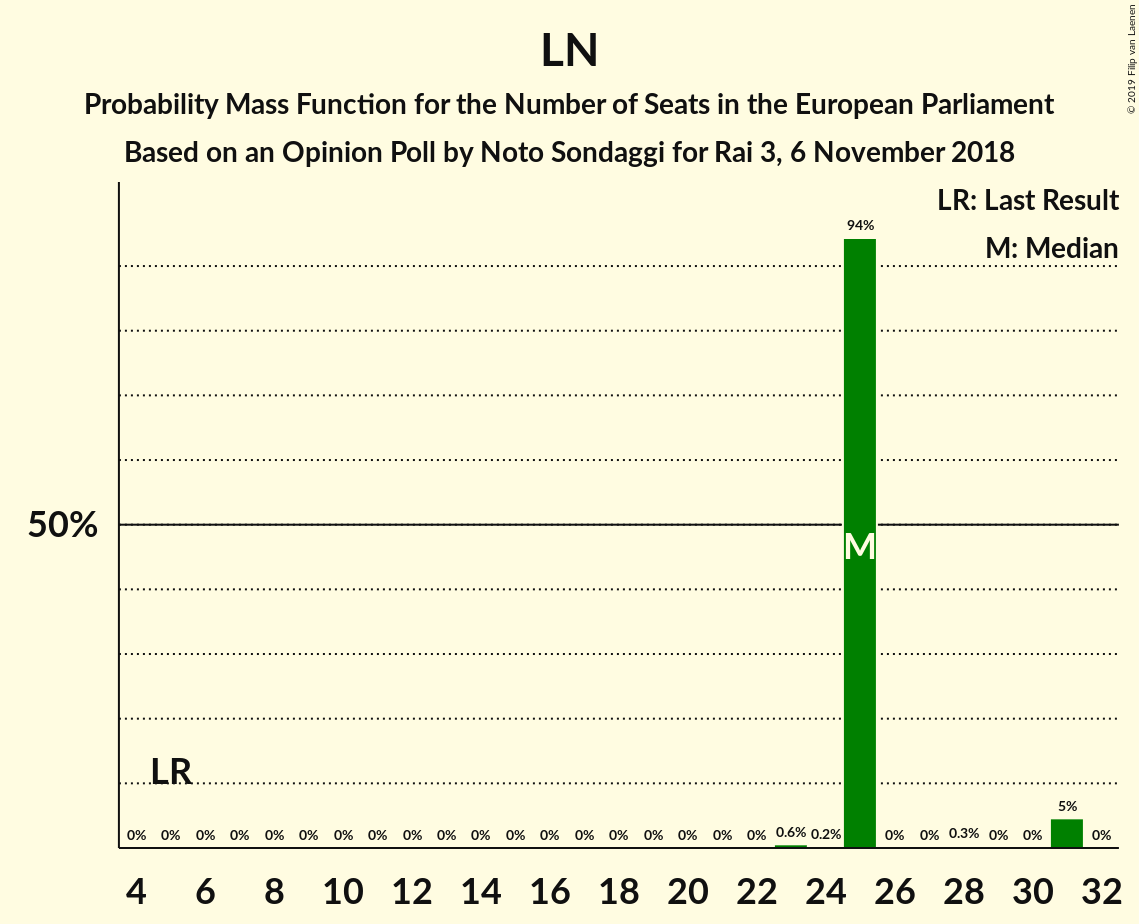 LN
Probability Mass Function for the Number of Seats in the European Parliament
Based on an Opinion Poll by Noto Sondaggi for Rai 3, 6 November 2018
© 2019 Filip van Laenen
LR: Last Result
M: Median
94%
50%
M
LR
5%
0% 0% 0% 0% 0% 0% 0% 0% 0% 0% 0% 0% 0% 0% 0% 0% 0% 0% 0% 0.6% 0.2% 0% 0% 0.3% 0% 0% 0%
4 6 8 10 12 14 16 18 20 22 24 26 28 30 32